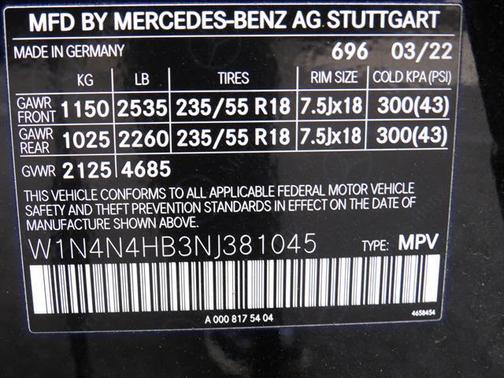 MFD BY MERCEDES-BENZ AG STUTTGART
MADE IN GERMANY 696 03/22
KG LB TIRES RIM SIZE COLD KPA(PSI)
GAWR FRONT 1150 2535 235/55 R18 7.5Jx18 300(43)
GAWR REAR 1025 2260 235/55 R18 7.5Jx18 300(43)
GVWR 2125 4685
THIS VEHICLE CONFORMS TO ALL APPLICABLE FEDERAL MOTOR VEHICLE
SAFETY AND THEFT PREVENTION STANDARDS IN EFFECT ON THE DATE OF
MANUFACTURE SHOWN ABOVE.
W1N4N4HB3NJ381045 TYPE: MPV
A 000 817 54 04 4658454